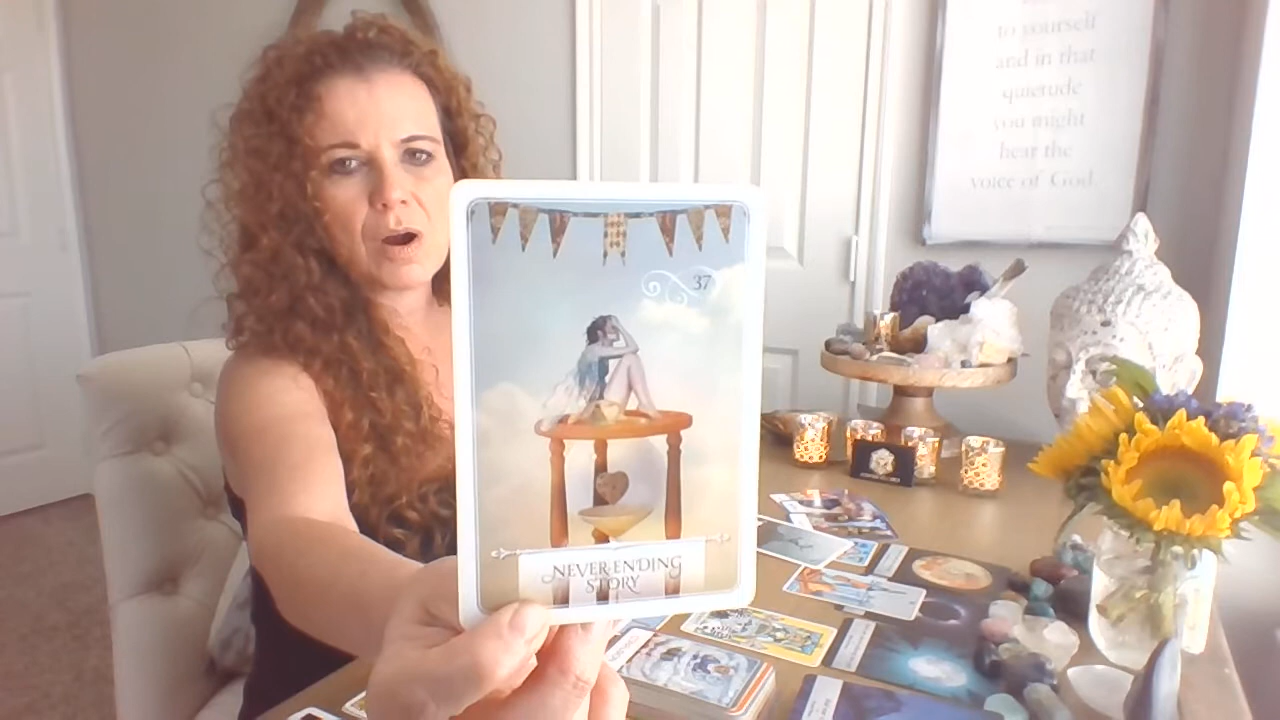 to yourself
and in that
quietude
you might
hear the
voice of God.
37
NEVER-ENDING
STORY